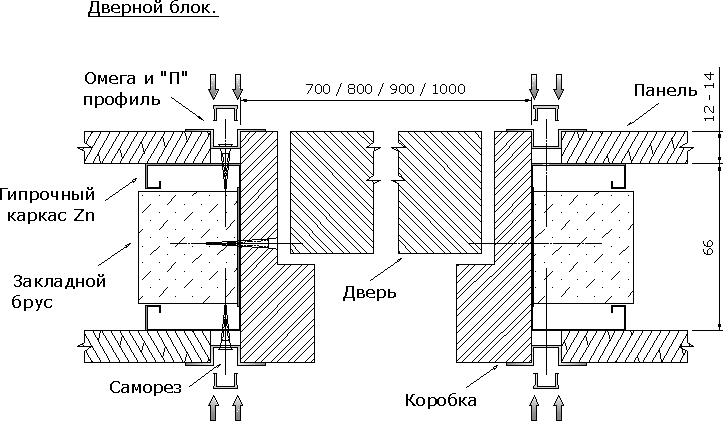 Дверной блок.
Омега и "П"
профиль
700 / 800 / 900 / 1000
Панель
12 - 14
Гипрочный
каркас Zn
66
Закладной
брус
Дверь
Саморез
Коробка